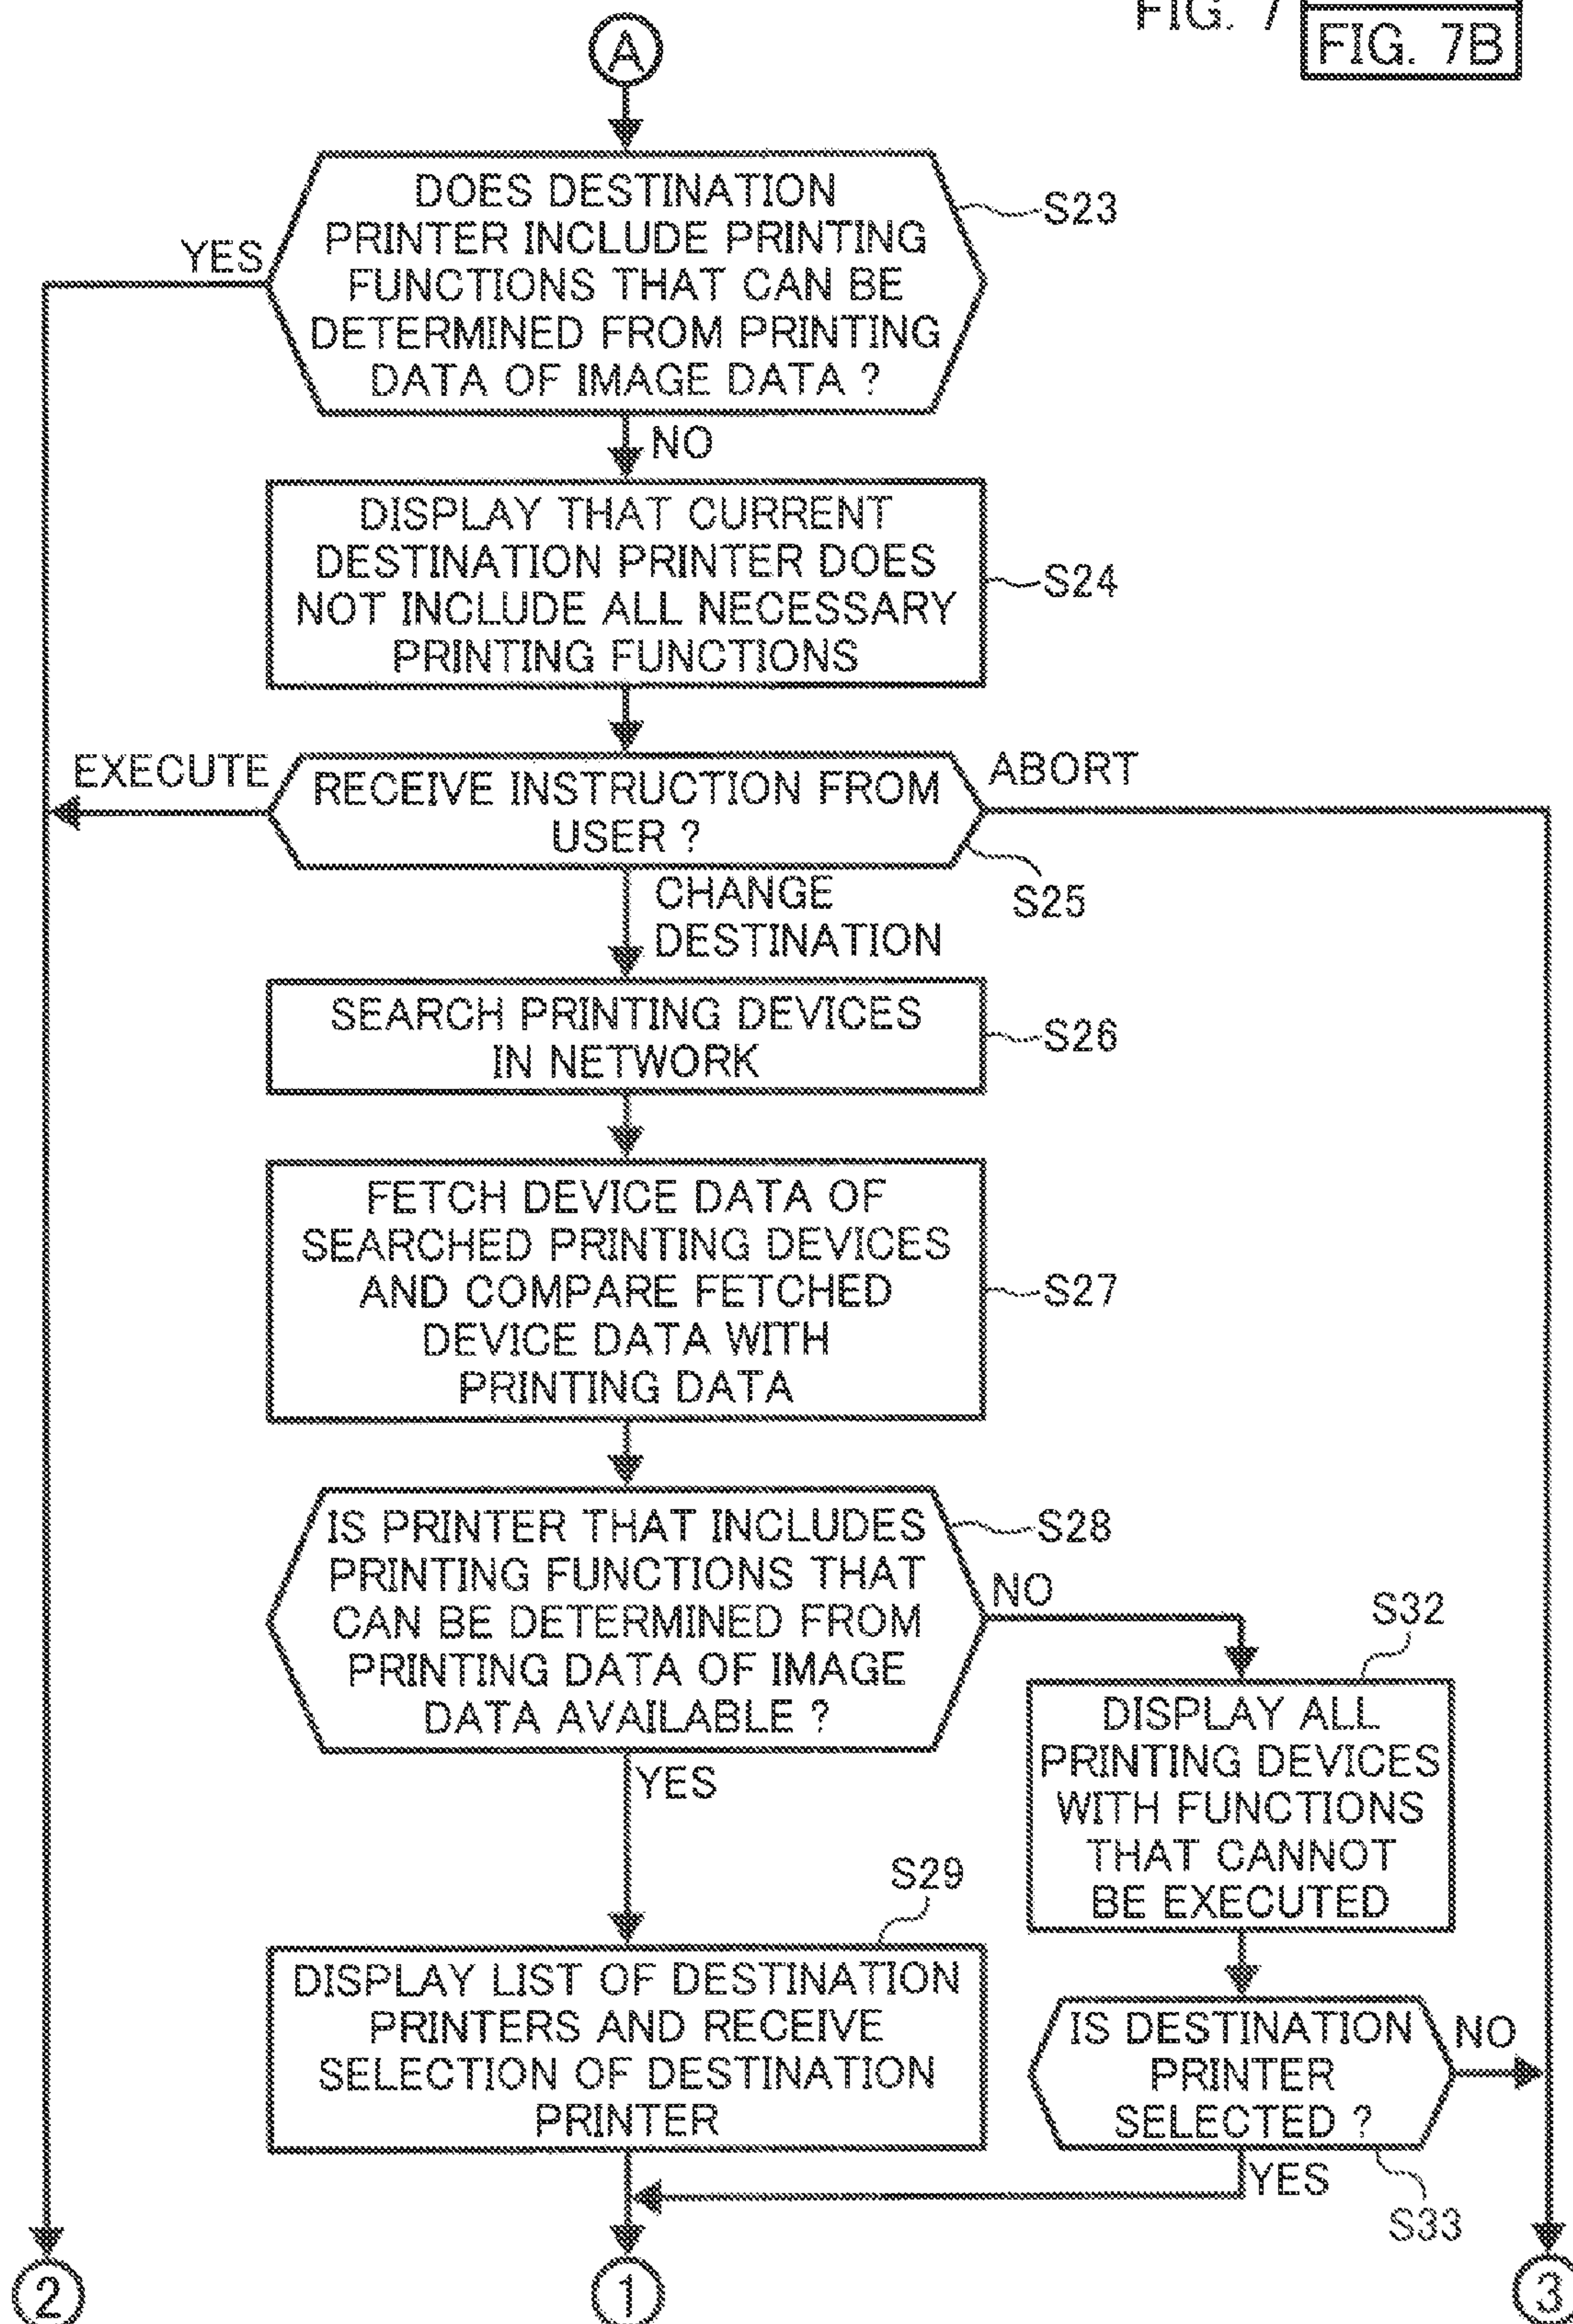 FIG. 7
FIG. 7B
A
DOES DESTINATION
PRINTER INCLUDE PRINTING
FUNCTIONS THAT CAN BE
DETERMINED FROM PRINTING
DATA OF IMAGE DATA ?
S23
YES
NO
DISPLAY THAT CURRENT
DESTINATION PRINTER DOES
NOT INCLUDE ALL NECESSARY
PRINTING FUNCTIONS
S24
EXECUTE
RECEIVE INSTRUCTION FROM
USER ?
ABORT
S25
CHANGE
DESTINATION
SEARCH PRINTING DEVICES
IN NETWORK
S26
FETCH DEVICE DATA OF
SEARCHED PRINTING DEVICES
AND COMPARE FETCHED
DEVICE DATA WITH
PRINTING DATA
S27
IS PRINTER THAT INCLUDES
PRINTING FUNCTIONS THAT
CAN BE DETERMINED FROM
PRINTING DATA OF IMAGE
DATA AVAILABLE ?
S28
NO
YES
S32
DISPLAY ALL
PRINTING DEVICES
WITH FUNCTIONS
THAT CANNOT
BE EXECUTED
S29
DISPLAY LIST OF DESTINATION
PRINTERS AND RECEIVE
SELECTION OF DESTINATION
PRINTER
IS DESTINATION
PRINTER
SELECTED ?
NO
YES
S33
2
1
3